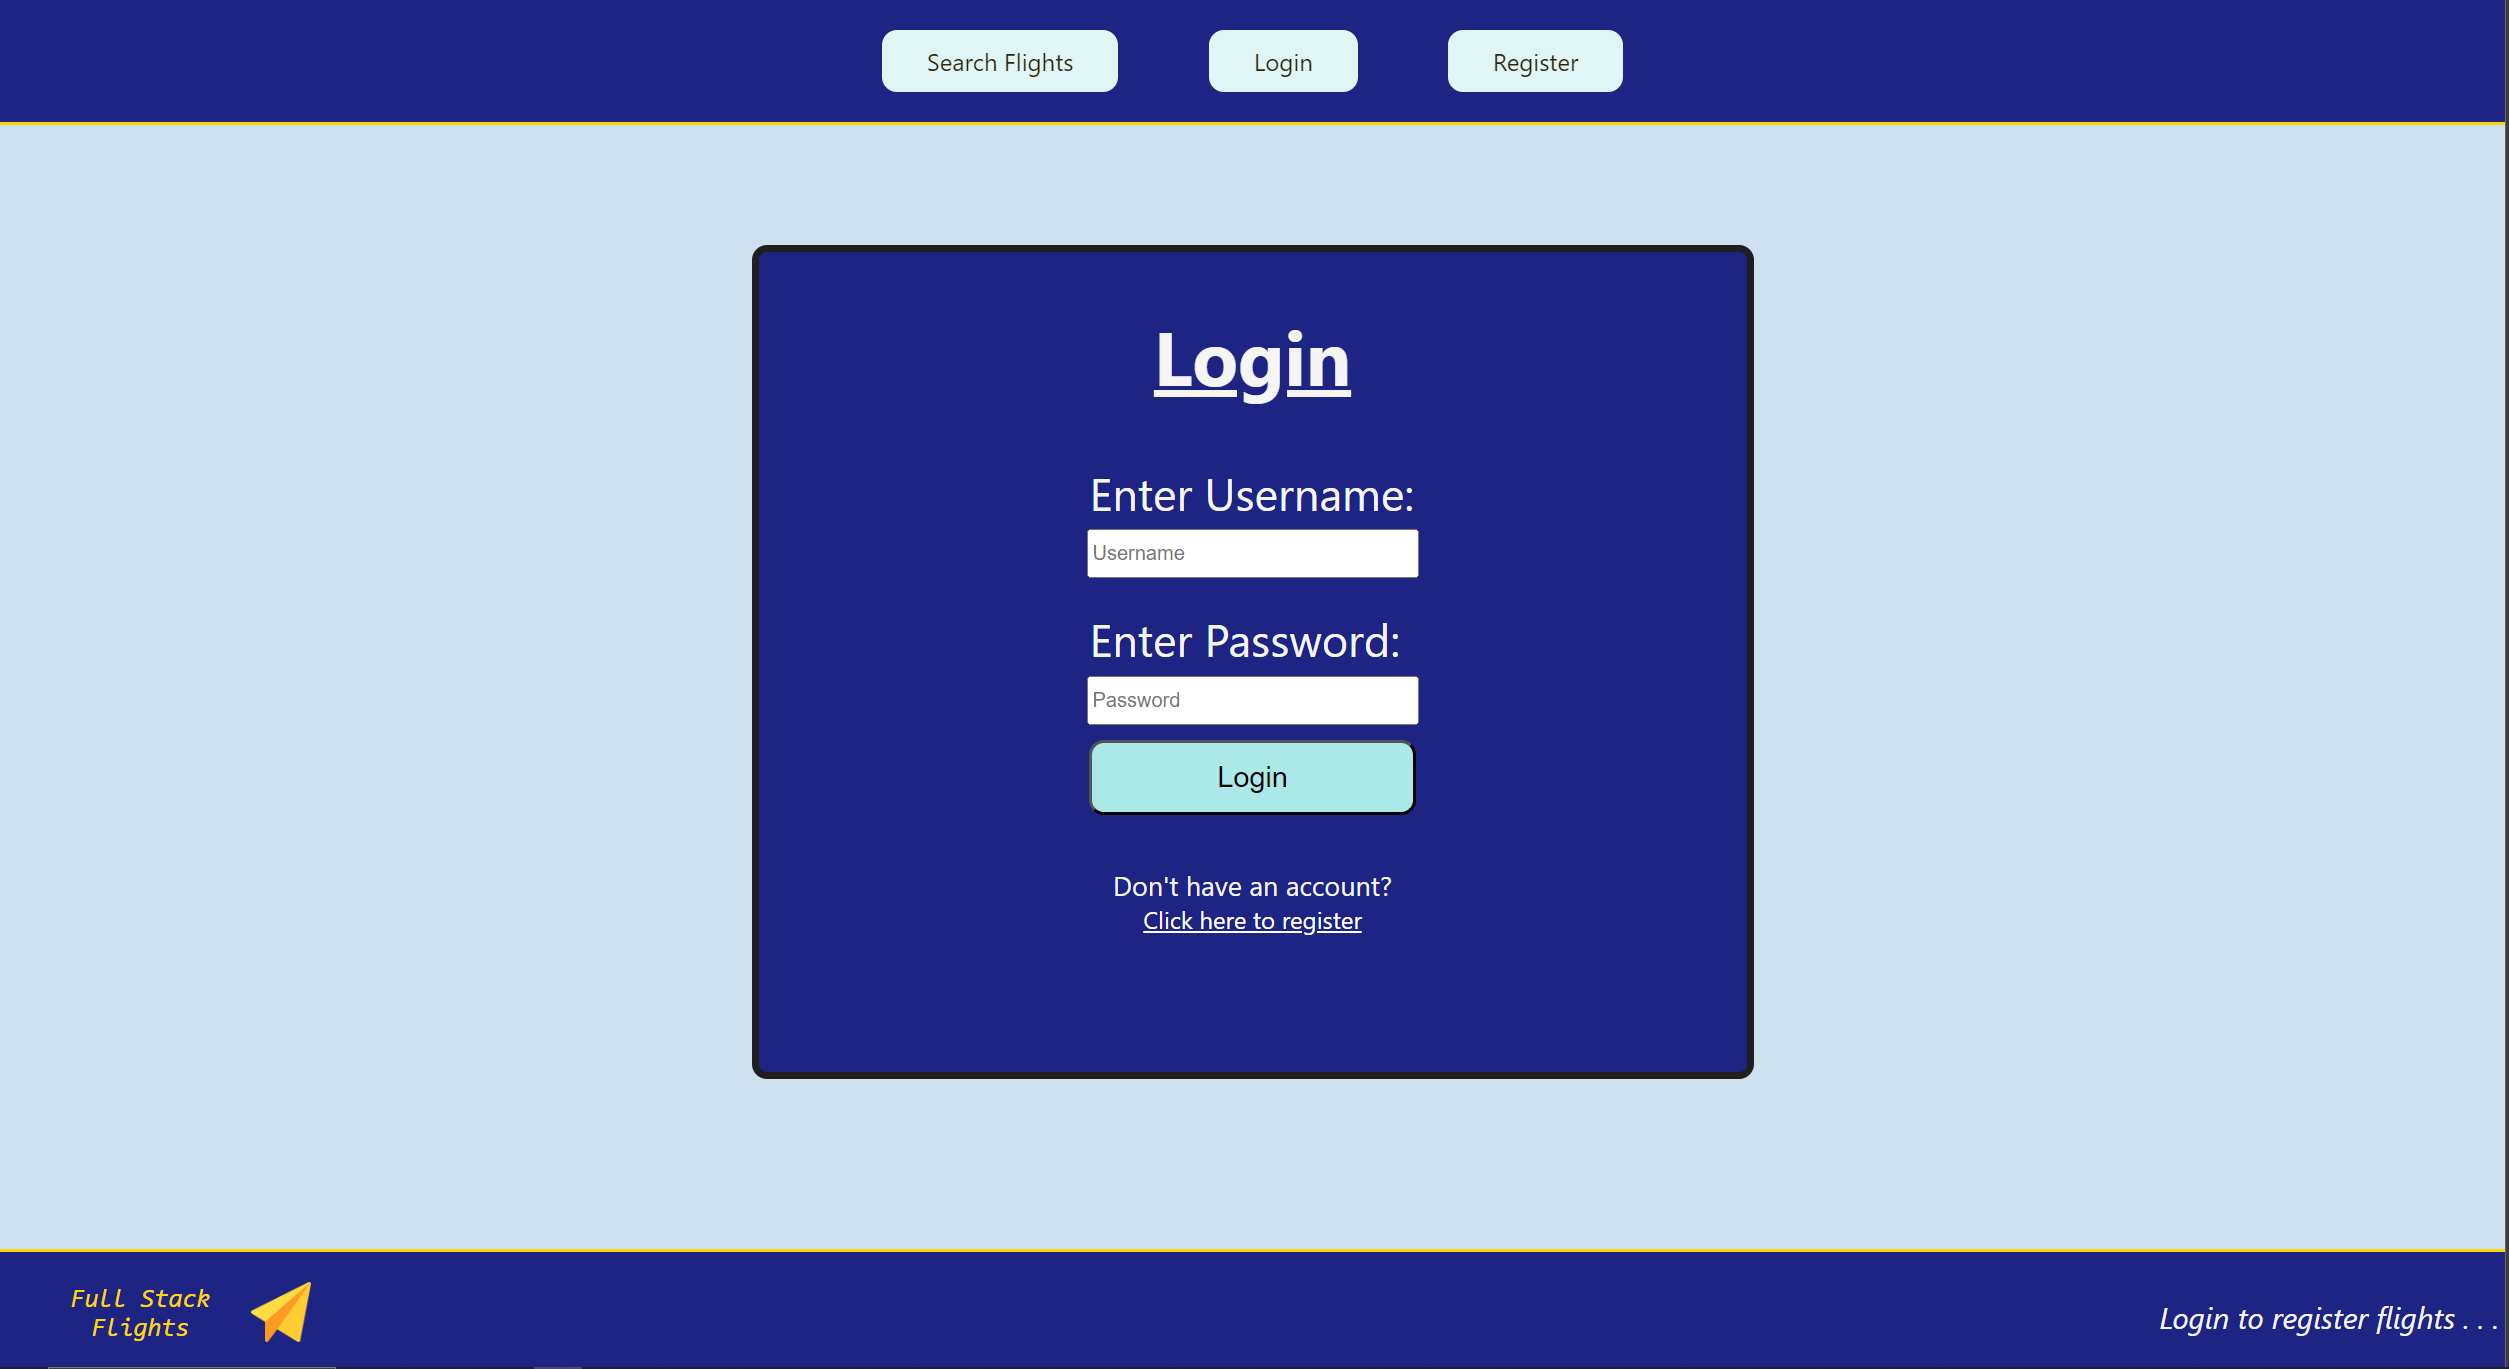 Search Flights
Login
Register
Login
Enter Username:
Username
Enter Password:
Password
Login
Don't have an account?
Click here to register
Full Stack
Flights
Login to register flights . . .